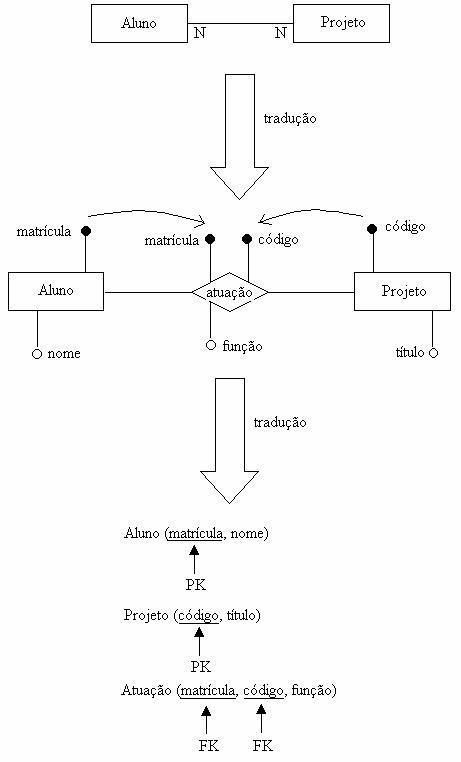 Aluno Projeto
N N
tradução
matrícula matrícula código código
Aluno atuação Projeto
nome função título
tradução
Aluno (matrícula, nome)
PK
Projeto (código, título)
PK
Atuação (matrícula, código, função)
FK FK